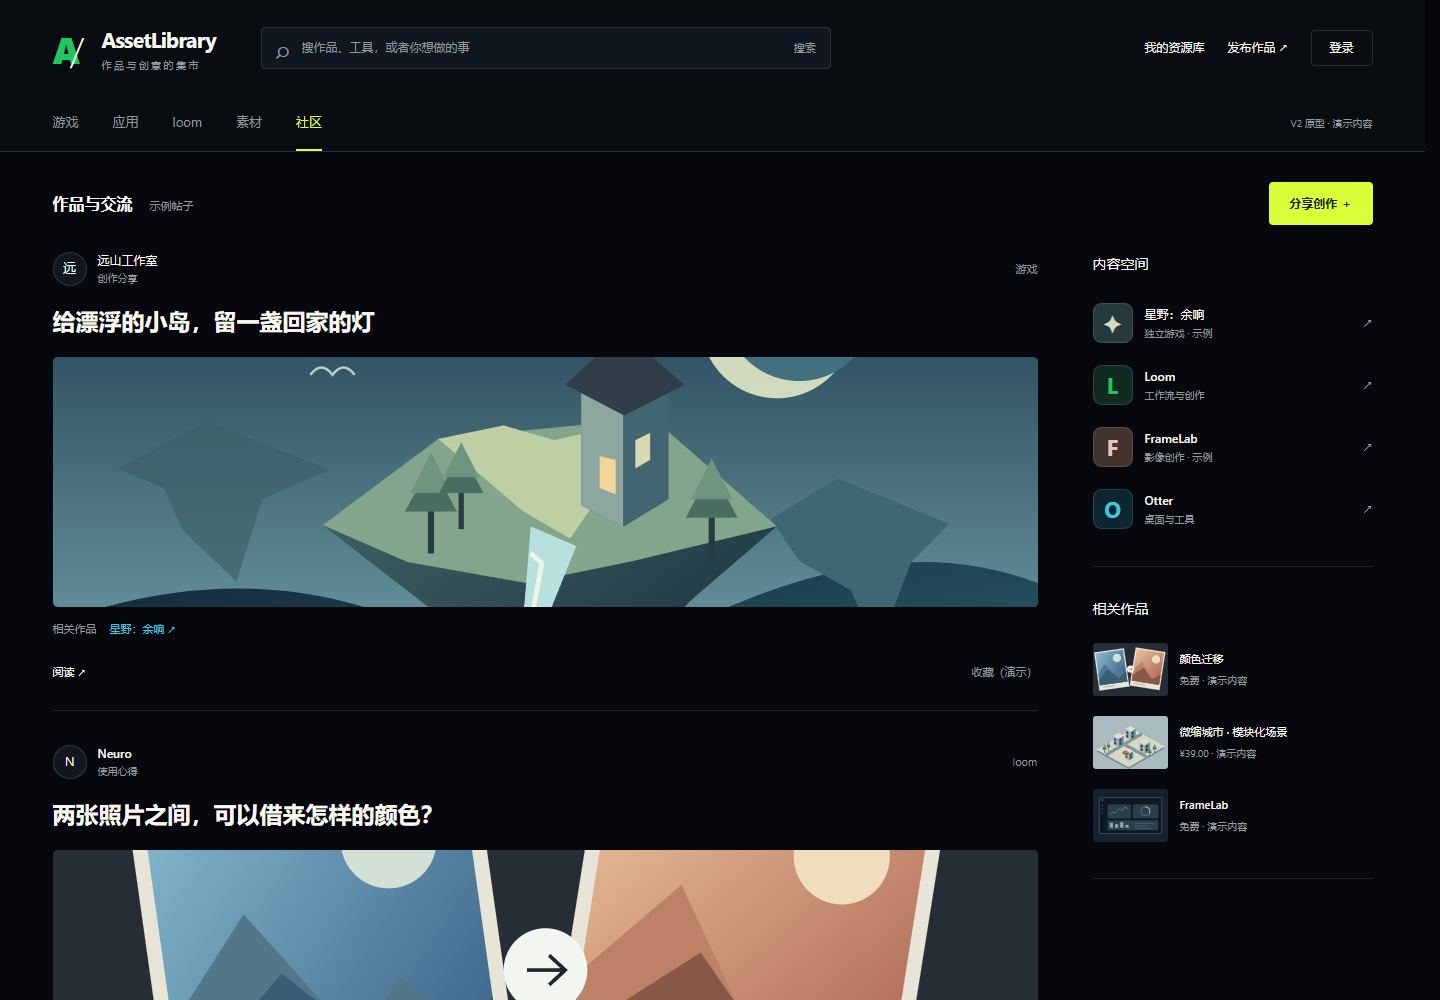 AssetLibrary
作品与创意的集市
搜作品、工具，或者你想做的事
搜索
我的资源库
发布作品 ↗
登录
游戏
应用
loom
素材
社区
V2 原型 · 演示内容
作品与交流
示例帖子
分享创作 +
远
远山工作室
创作分享
游戏
给漂浮的小岛，留一盏回家的灯
相关作品
星野：余响 ↗
阅读 ↗
收藏（演示）
N
Neuro
使用心得
loom
两张照片之间，可以借来怎样的颜色？
内容空间
星野：余响
独立游戏 · 示例
↗
L
Loom
工作流与创作
↗
F
FrameLab
影像创作 · 示例
↗
O
Otter
桌面与工具
↗
相关作品
颜色迁移
免费 · 演示内容
微缩城市 · 模块化场景
¥39.00 · 演示内容
FrameLab
免费 · 演示内容